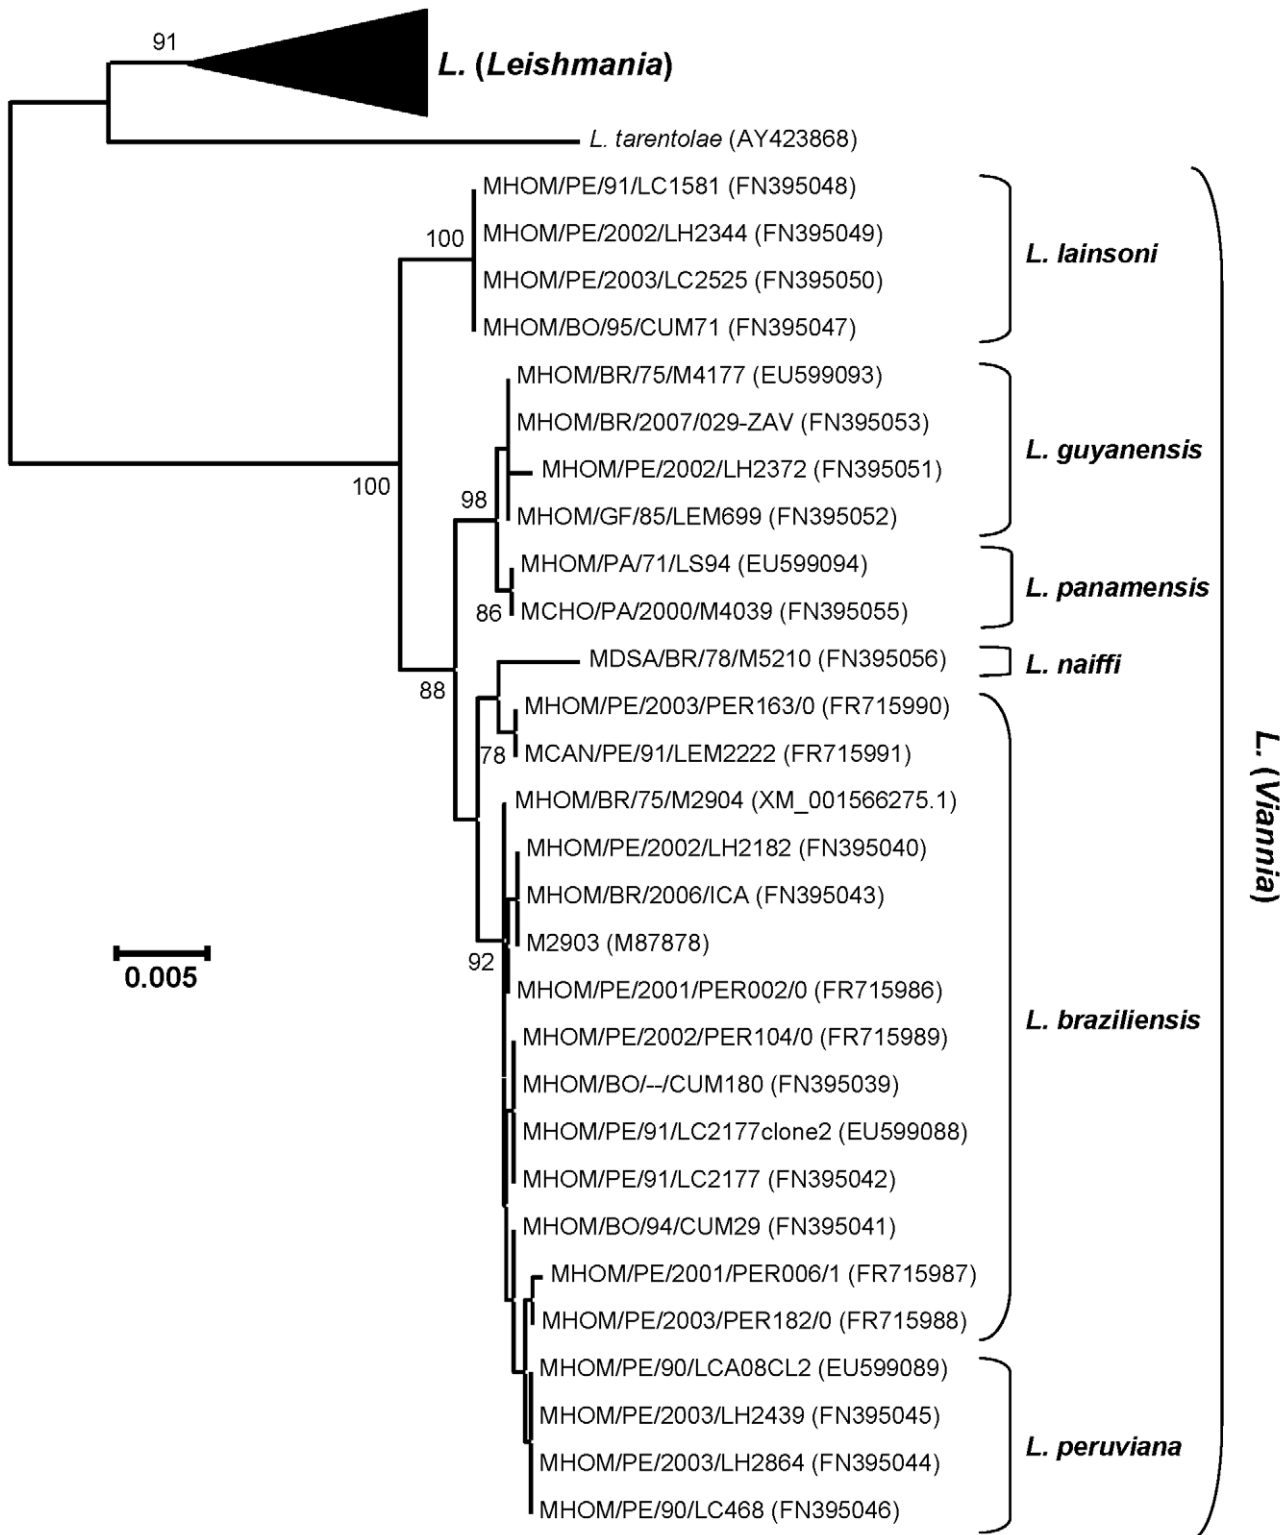 91
L. (Leishmania)
L. tarentolae (AY423868)
MHOM/PE/91/LC1581 (FN395048)
100
MHOM/PE/2002/LH2344 (FN395049)
L. lainsoni
MHOM/PE/2003/LC2525 (FN395050)
MHOM/BO/95/CUM71 (FN395047)
MHOM/BR/75/M4177 (EU599093)
MHOM/BR/2007/029-ZAV (FN395053)
L. guyanensis
MHOM/PE/2002/LH2372 (FN395051)
100
98
MHOM/GF/85/LEM699 (FN395052)
MHOM/PA/71/LS94 (EU599094)
L. panamensis
86
MCHO/PA/2000/M4039 (FN395055)
MDSA/BR/78/M5210 (FN395056)
L. naiffi
88
MHOM/PE/2003/PER163/0 (FR715990)
78
MCAN/PE/91/LEM2222 (FR715991)
MHOM/BR/75/M2904 (XM_001566275.1)
L. (Viannia)
MHOM/PE/2002/LH2182 (FN395040)
MHOM/BR/2006/ICA (FN395043)
M2903 (M87878)
92
0.005
MHOM/PE/2001/PER002/0 (FR715986)
L. braziliensis
MHOM/PE/2002/PER104/0 (FR715989)
MHOM/BO/--/CUM180 (FN395039)
MHOM/PE/91/LC2177clone2 (EU599088)
MHOM/PE/91/LC2177 (FN395042)
MHOM/BO/94/CUM29 (FN395041)
MHOM/PE/2001/PER006/1 (FR715987)
MHOM/PE/2003/PER182/0 (FR715988)
MHOM/PE/90/LCA08CL2 (EU599089)
MHOM/PE/2003/LH2439 (FN395045)
L. peruviana
MHOM/PE/2003/LH2864 (FN395044)
MHOM/PE/90/LC468 (FN395046)